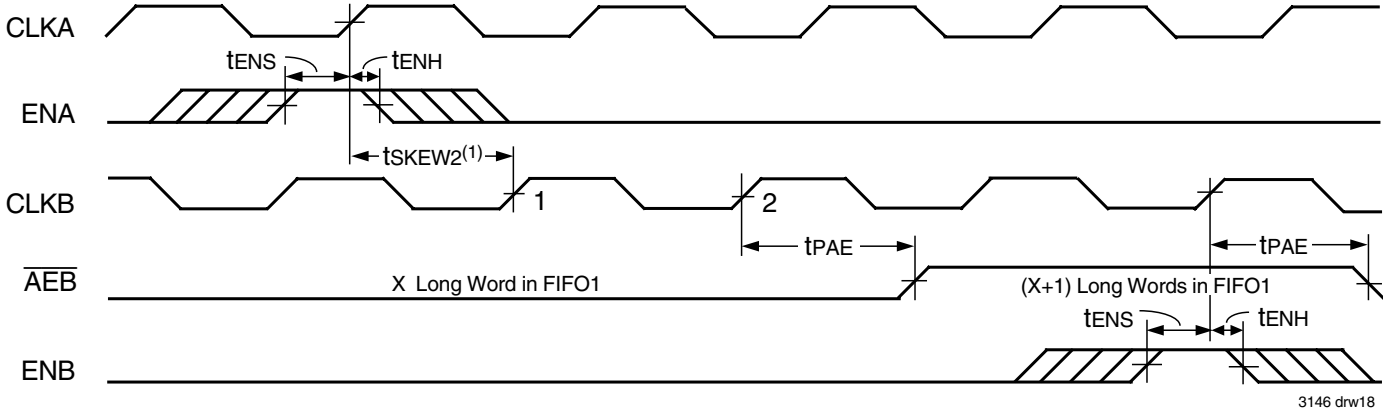 CLKA
tENS tENH
ENA
tSKEW2(1)
CLKB 1 2
tPAE tPAE
AEB X Long Word in FIFO1 (X+1) Long Words in FIFO1
tENS tENH
ENB
3146 drw18